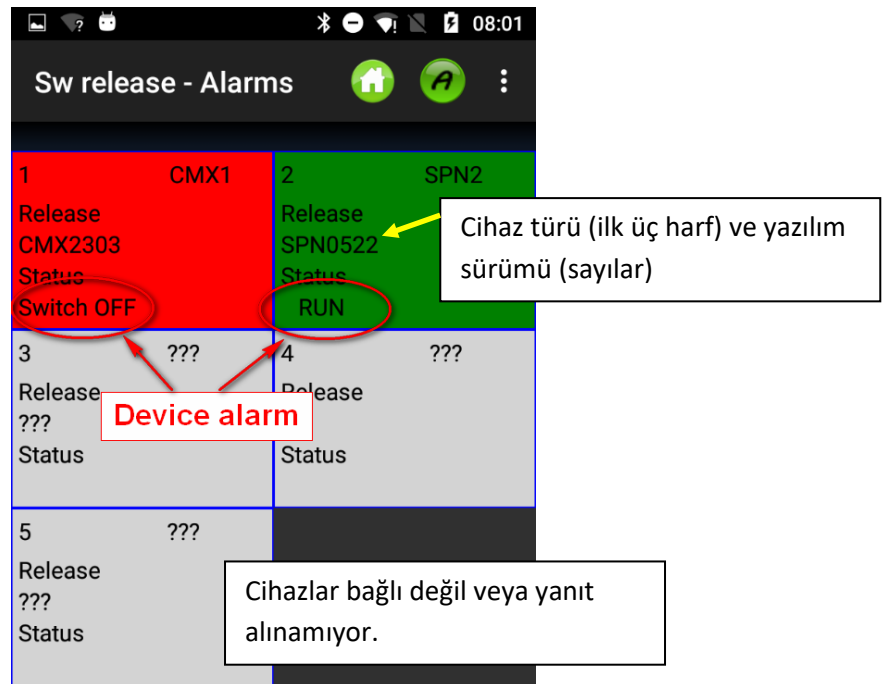 08:01
Sw release - Alarms
1 CMX1
Release
CMX2303
Status
Switch OFF
2 SPN2
Release
SPN0522
Status
RUN
Cihaz türü (ilk üç harf) ve yazılım
sürümü (sayılar)
3 ???
Release
???
Status
4 ???
Release
Status
Device alarm
5 ???
Release
???
Status
Cihazlar bağlı değil veya yanıt
alınamıyor.